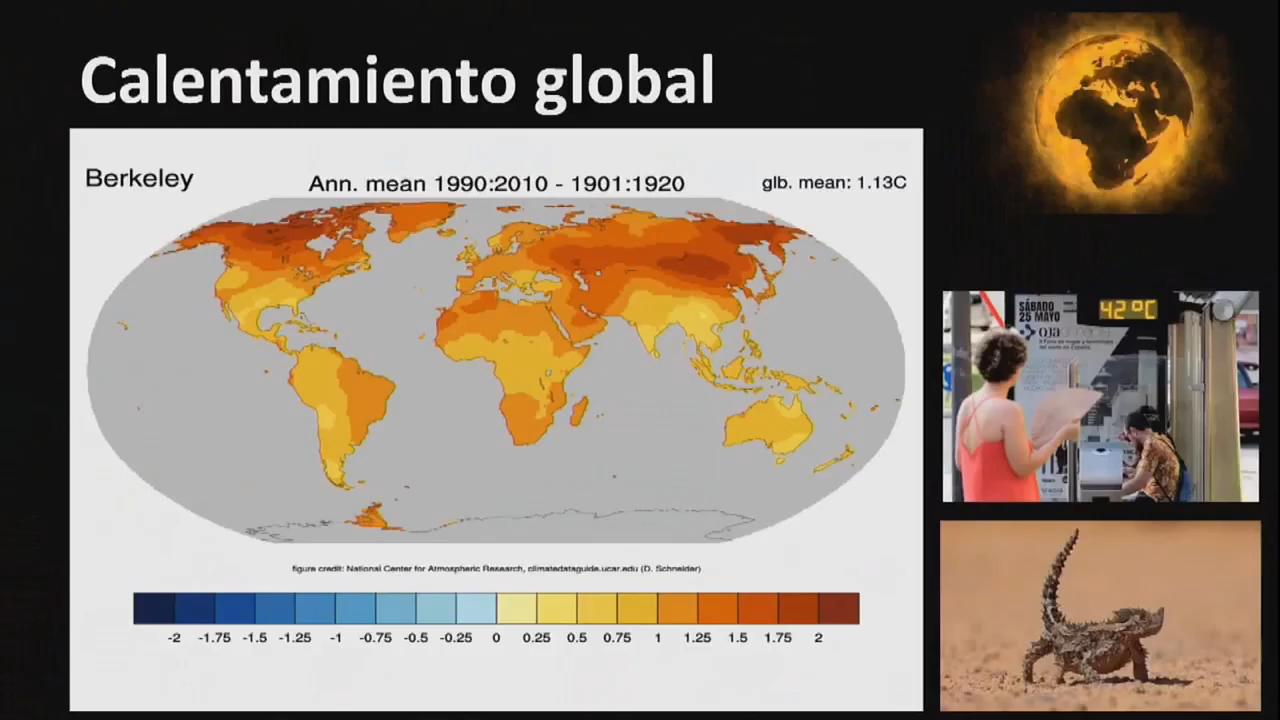 Calentamiento global
Berkeley
Ann. mean 1990:2010 - 1901:1920
glb. mean: 1.13C
figure credit: National Center for Atmospheric Research, climatedataguide.ucar.edu (D. Schneider)
-2 -1.75 -1.5 -1.25 -1 -0.75 -0.5 -0.25 0 0.25 0.5 0.75 1 1.25 1.5 1.75 2
SÁBADO
25 MAYO
42ºC